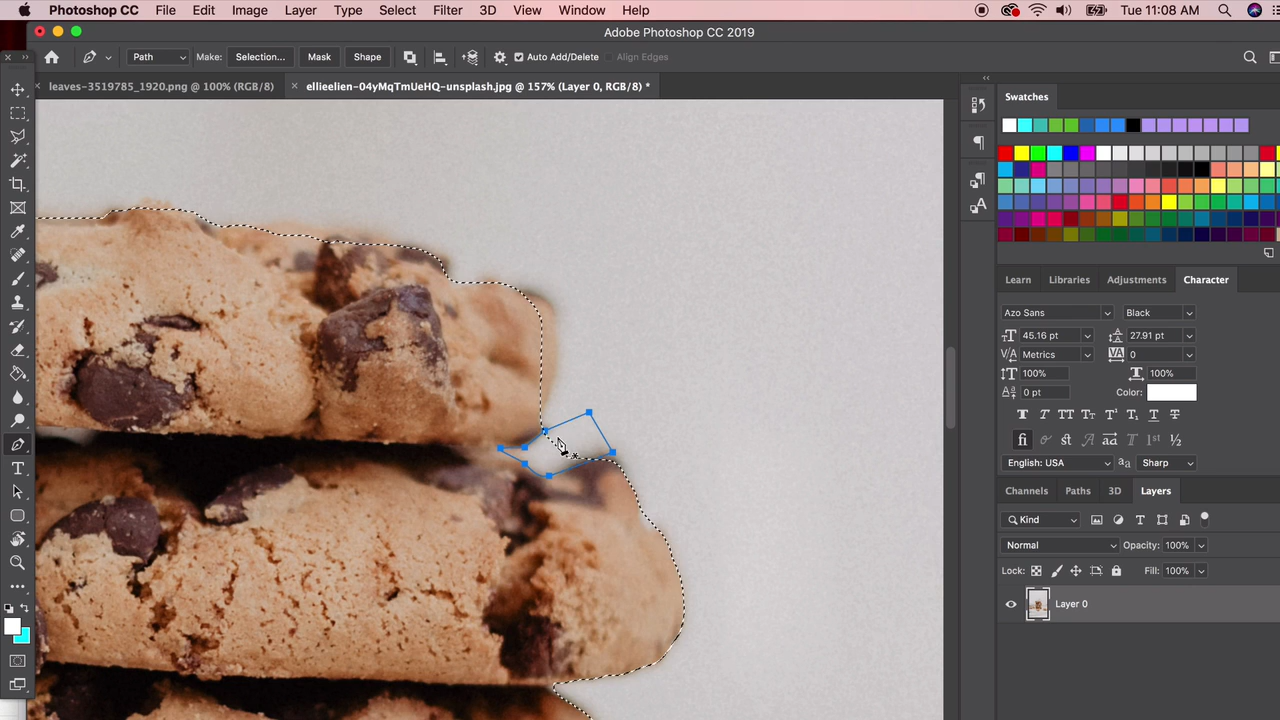 Photoshop CC File Edit Image Layer Type Select Filter 3D View Window Help Tue 11:08 AM
Adobe Photoshop CC 2019
Path Make: Selection... Mask Shape Auto Add/Delete Align Edges
leaves-3519785_1920.png @ 100% (RGB/8) ellieelien-04yMqTmUeHQ-unsplash.jpg @ 157% (Layer 0, RGB/8) *
Swatches
Learn Libraries Adjustments Character
Azo Sans Black
45.16 pt 27.91 pt
Metrics 0
100% 100%
0 pt Color:
English: USA Sharp
Channels Paths 3D Layers
Kind
Normal Opacity: 100%
Lock: Fill: 100%
Layer 0